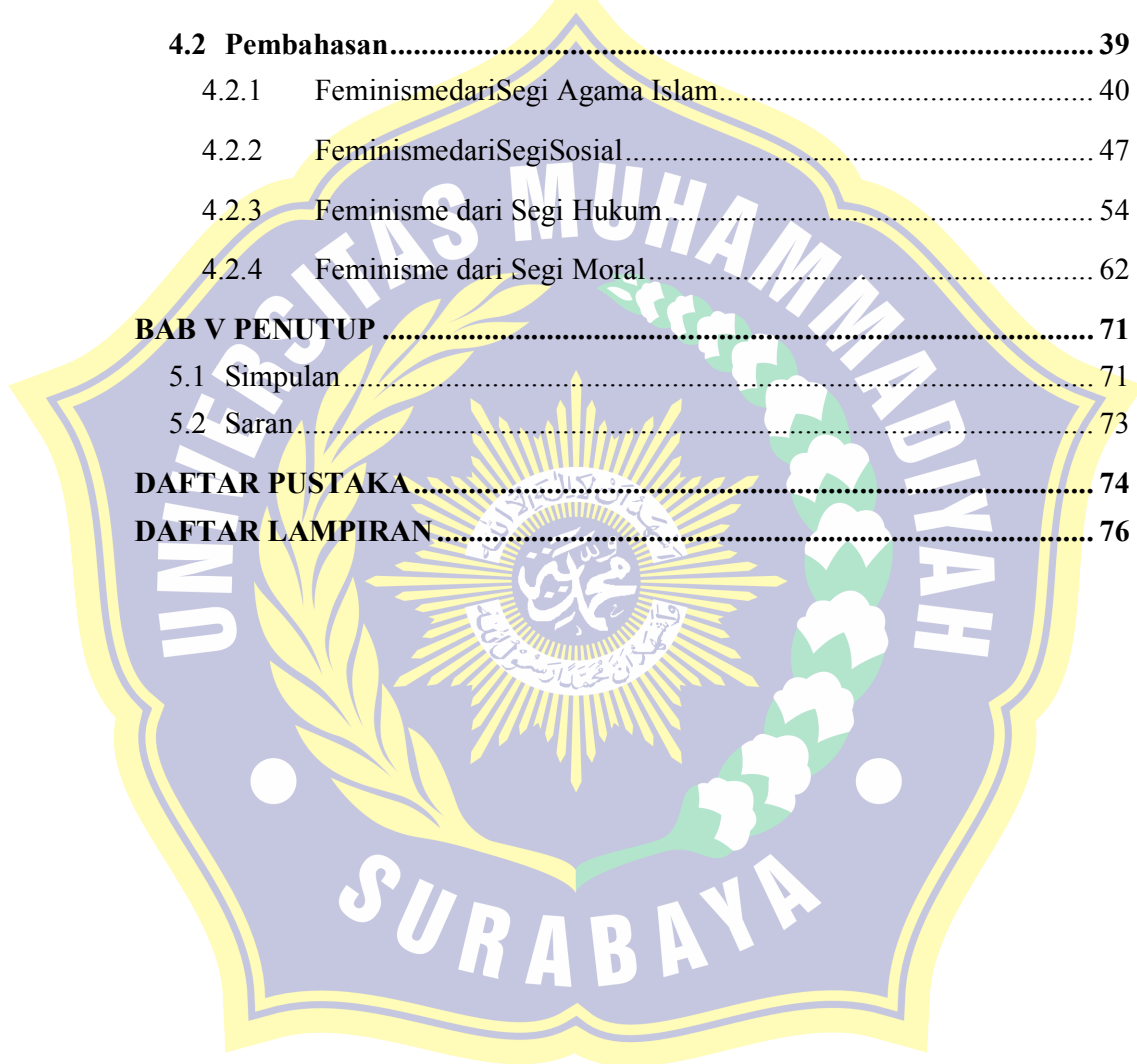 4.2 Pembahasan.......... 39
4.2.1 FeminismedariSegi Agama Islam.......... 40
4.2.2 FeminismedariSegiSosial.......... 47
4.2.3 Feminisme dari Segi Hukum.......... 54
4.2.4 Feminisme dari Segi Moral.......... 62
BAB V PENUTUP.......... 71
5.1 Simpulan.......... 71
5.2 Saran.......... 73
DAFTAR PUSTAKA.......... 74
DAFTAR LAMPIRAN.......... 76
UNIVERSITAS MUHAMMADIYAH
SURABAYA
محمدية